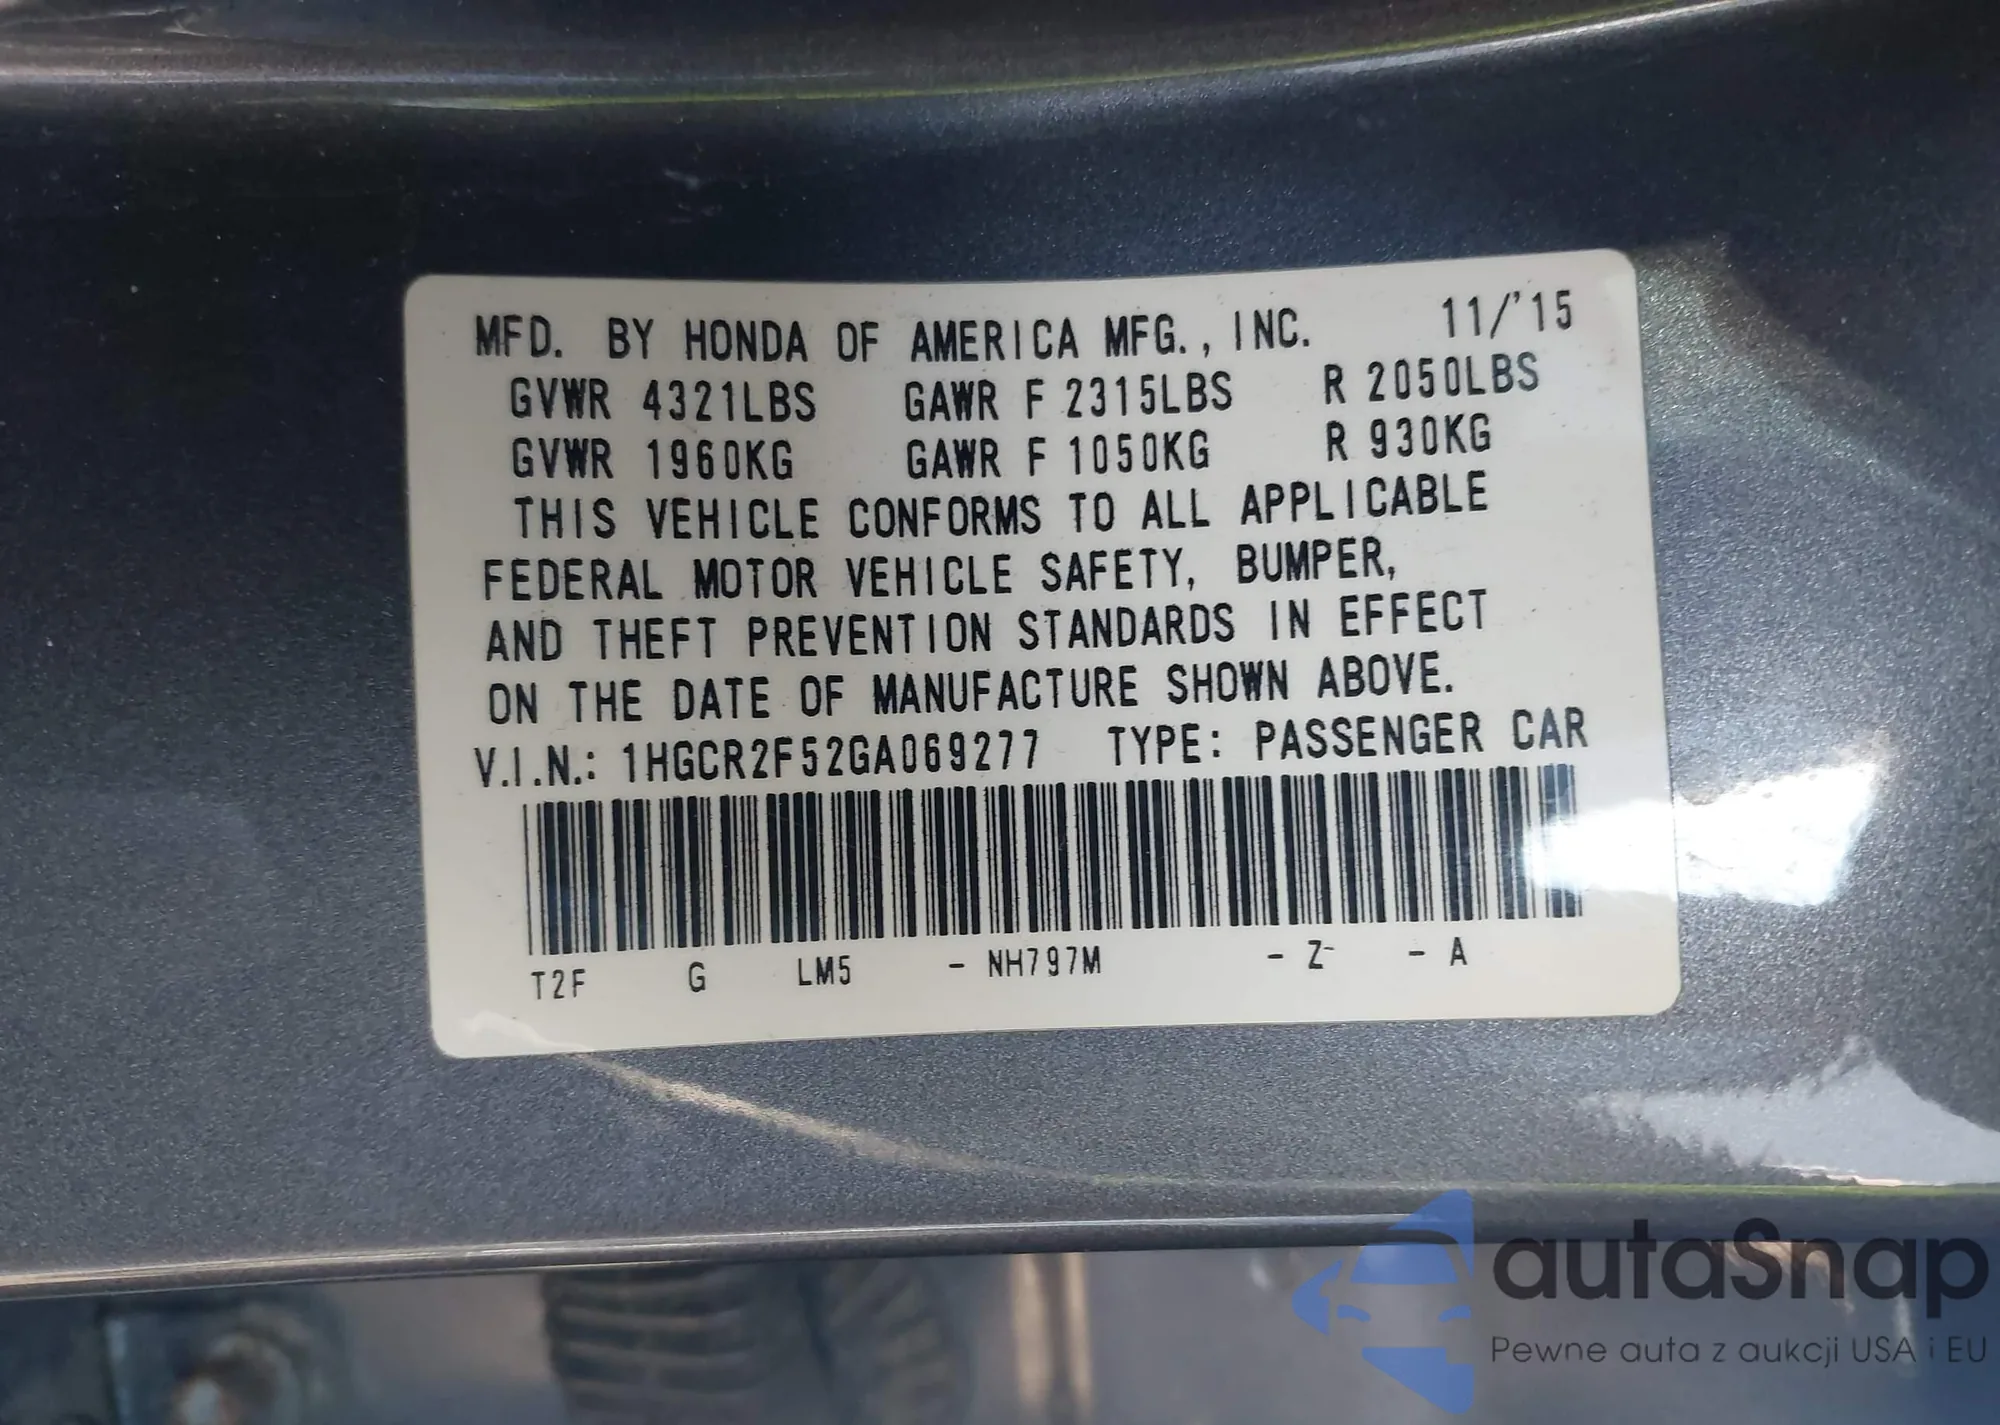 MFD. BY HONDA OF AMERICA MFG., INC. 11/'15
GVWR 4321LBS GAWR F 2315LBS R 2050LBS
GVWR 1960KG GAWR F 1050KG R 930KG
THIS VEHICLE CONFORMS TO ALL APPLICABLE
FEDERAL MOTOR VEHICLE SAFETY, BUMPER,
AND THEFT PREVENTION STANDARDS IN EFFECT
ON THE DATE OF MANUFACTURE SHOWN ABOVE.
V.I.N.: 1HGCR2F52GA069277 TYPE: PASSENGER CAR
T2F G LM5 - NH797M - Z- - A
autaSnap
Pewne auta z aukcji USA i EU